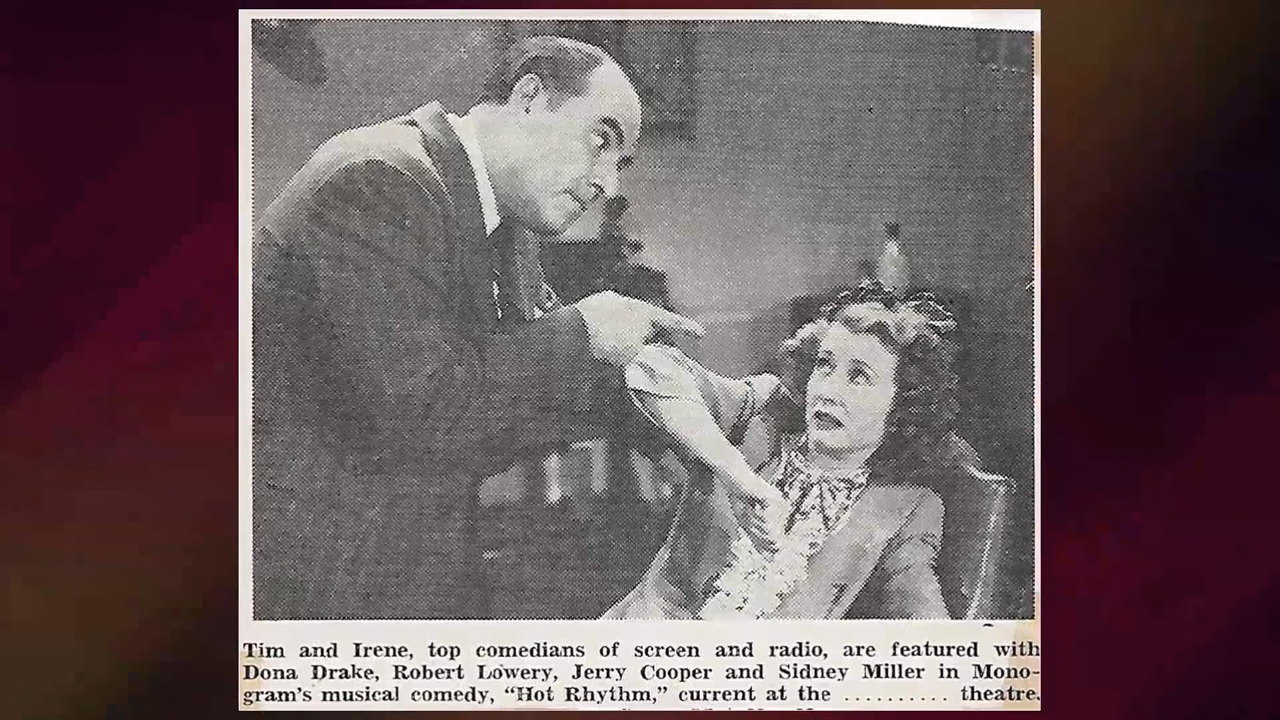 Tim and Irene, top comedians of screen and radio, are featured with
Dona Drake, Robert Lowery, Jerry Cooper and Sidney Miller in Mono-
gram's musical comedy, "Hot Rhythm," current at the .......... theatre.